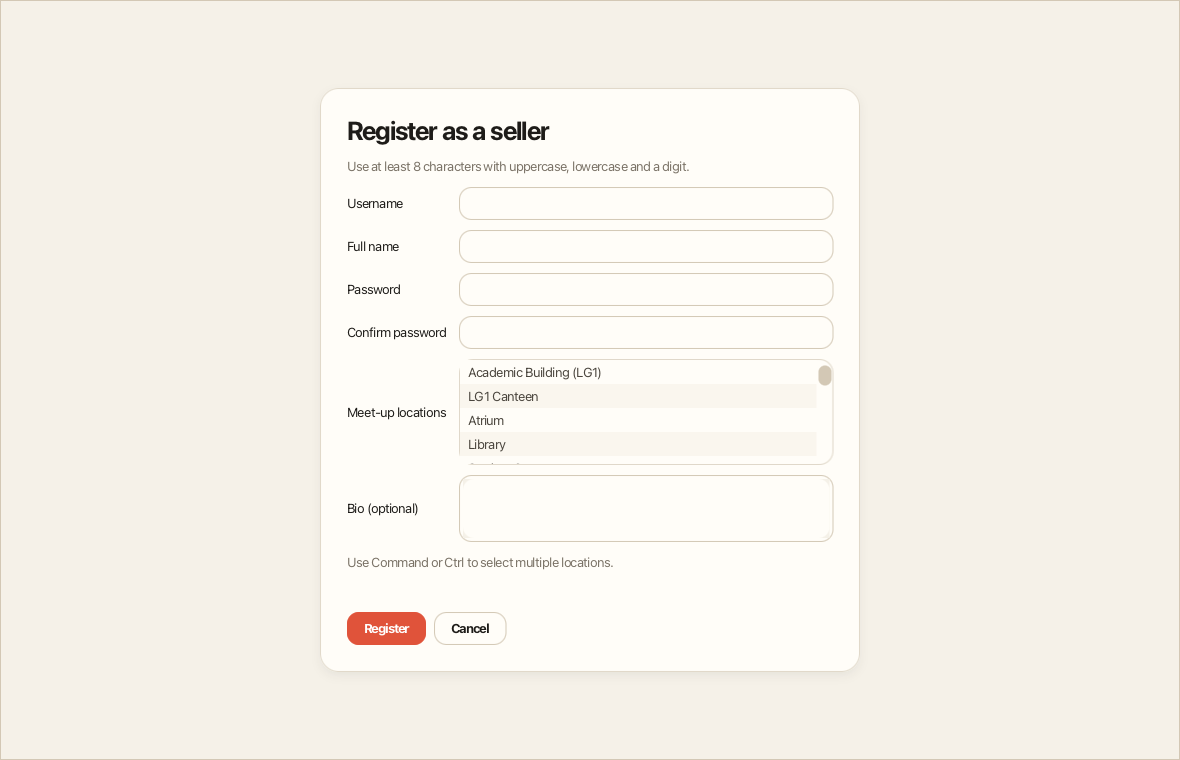 Register as a seller
Use at least 8 characters with uppercase, lowercase and a digit.
Username
Full name
Password
Confirm password
Meet-up locations
Academic Building (LG1)
LG1 Canteen
Atrium
Library
Bio (optional)
Use Command or Ctrl to select multiple locations.
Register
Cancel